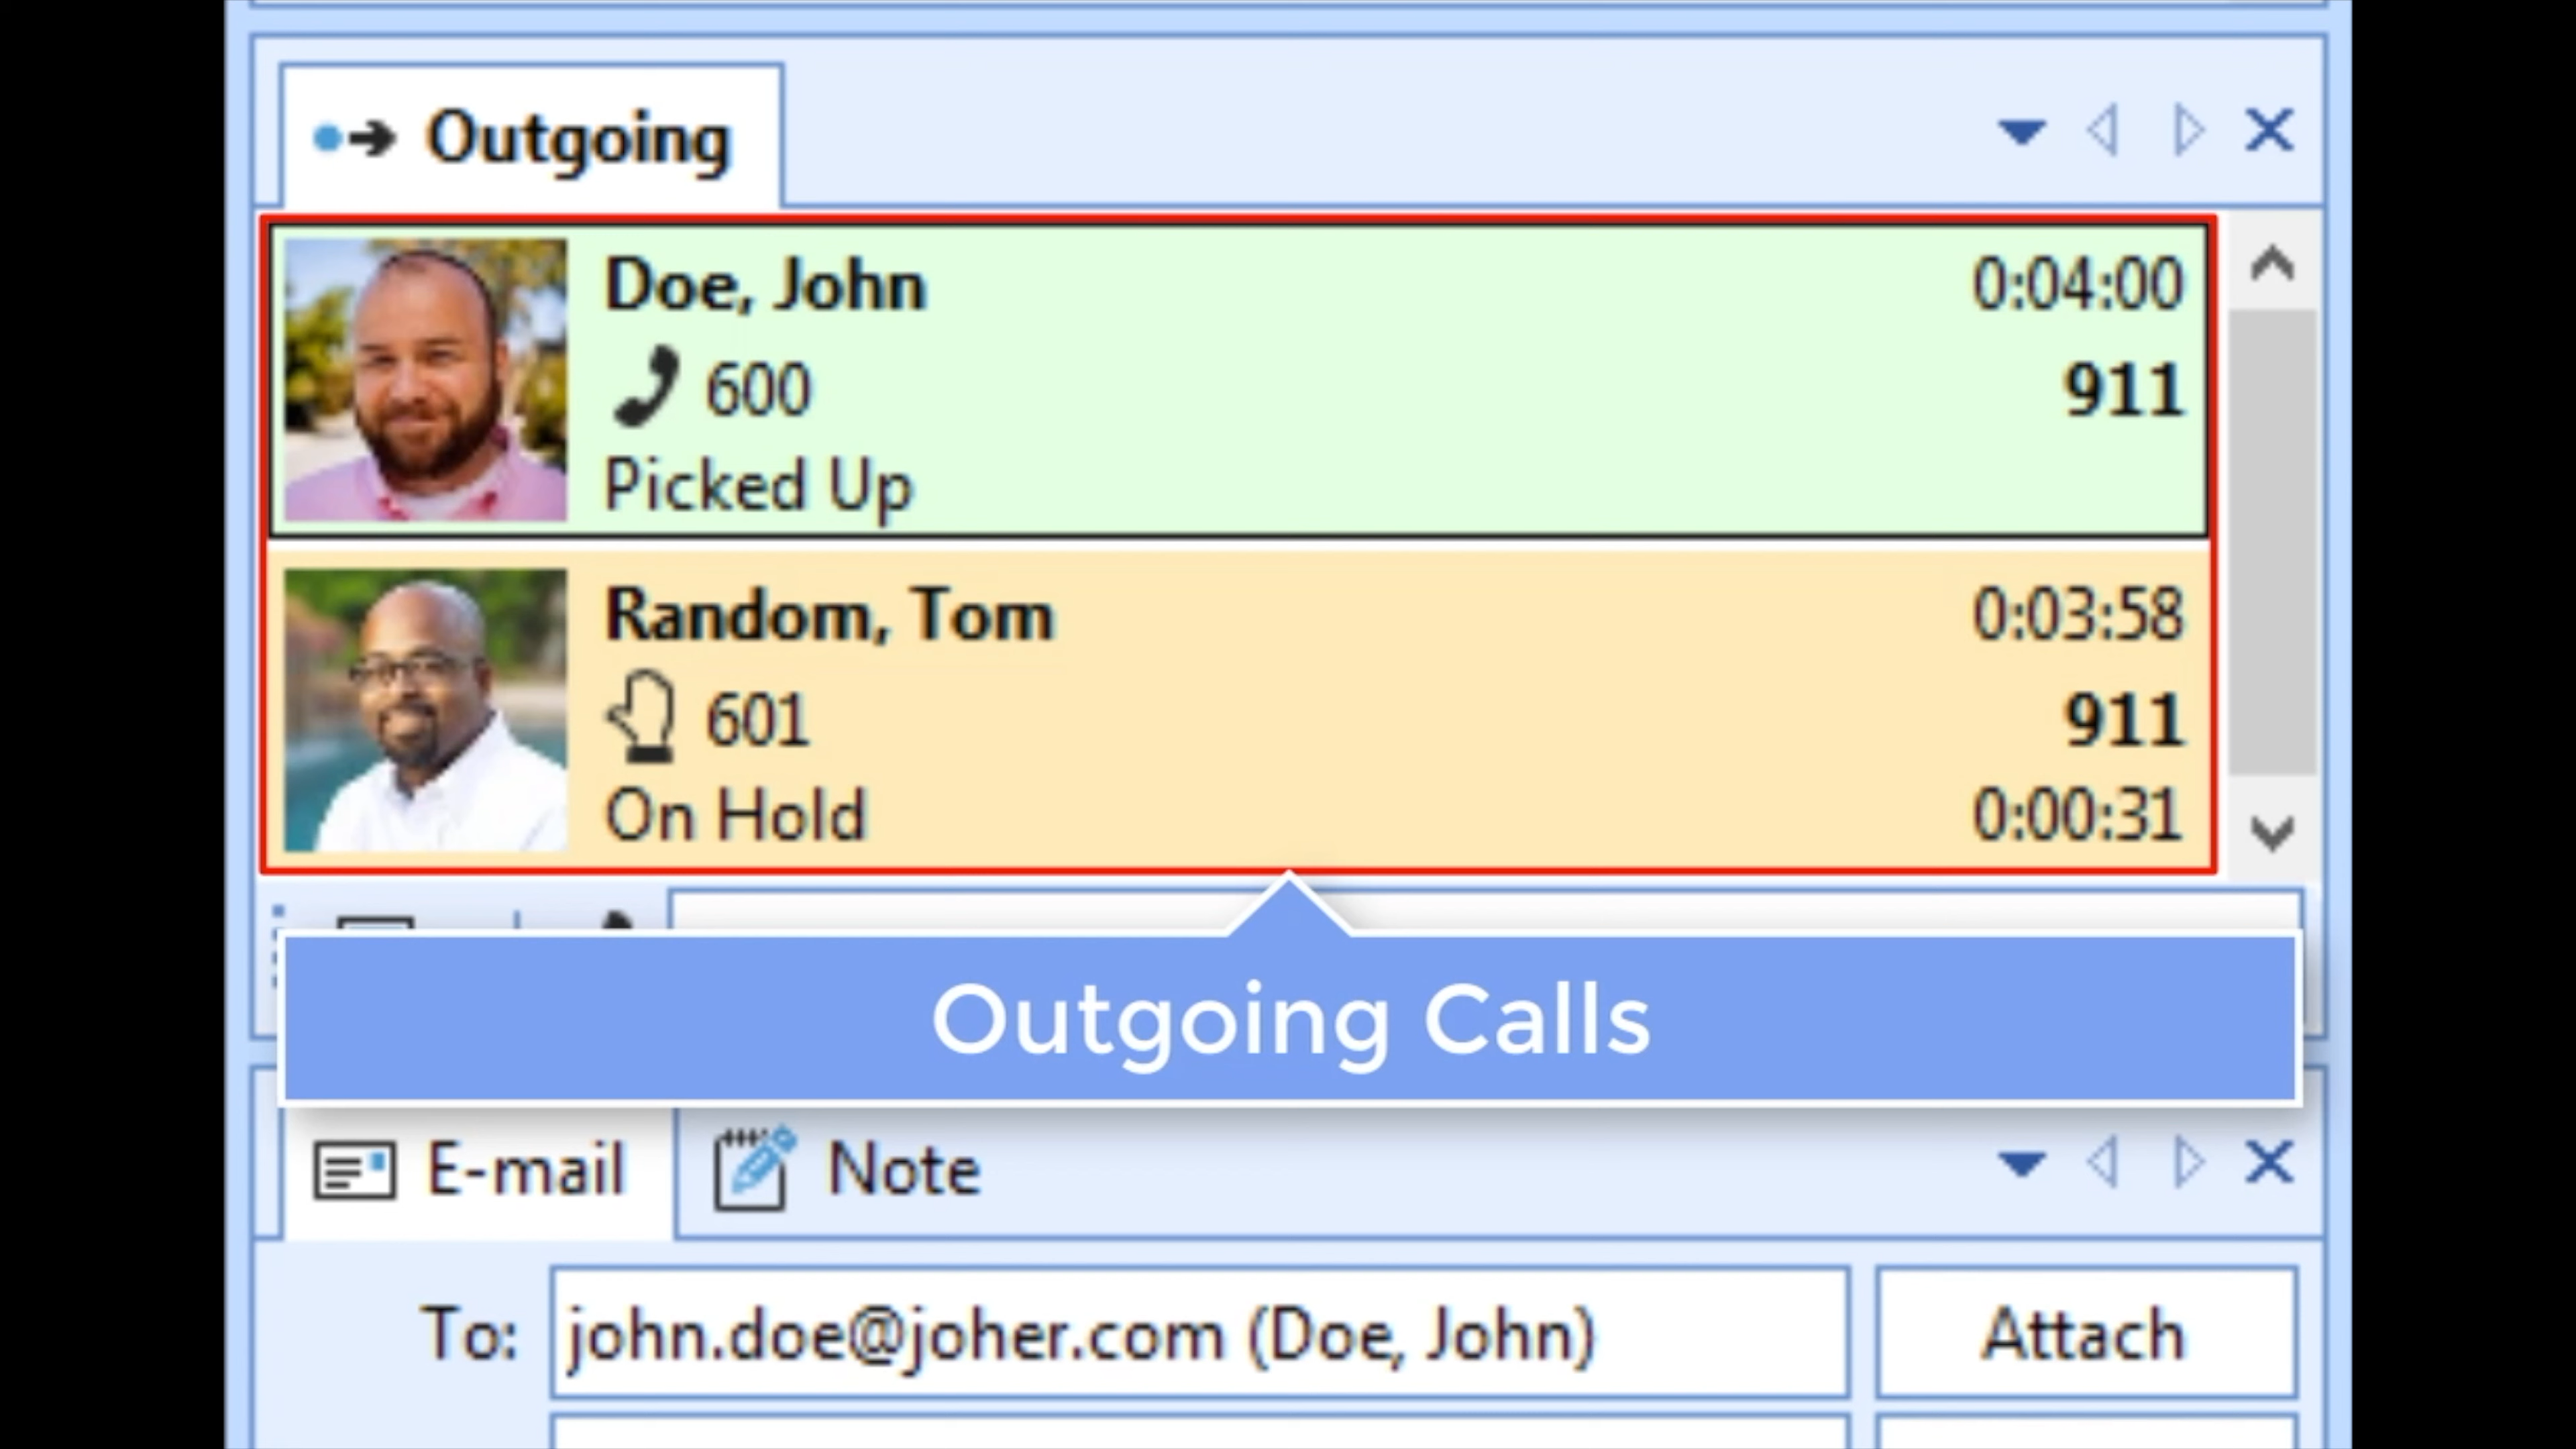 Outgoing
Doe, John 0:04:00
600 911
Picked Up
Random, Tom 0:03:58
601 911
On Hold 0:00:31
Outgoing Calls
E-mail Note
To: john.doe@joher.com (Doe, John) Attach